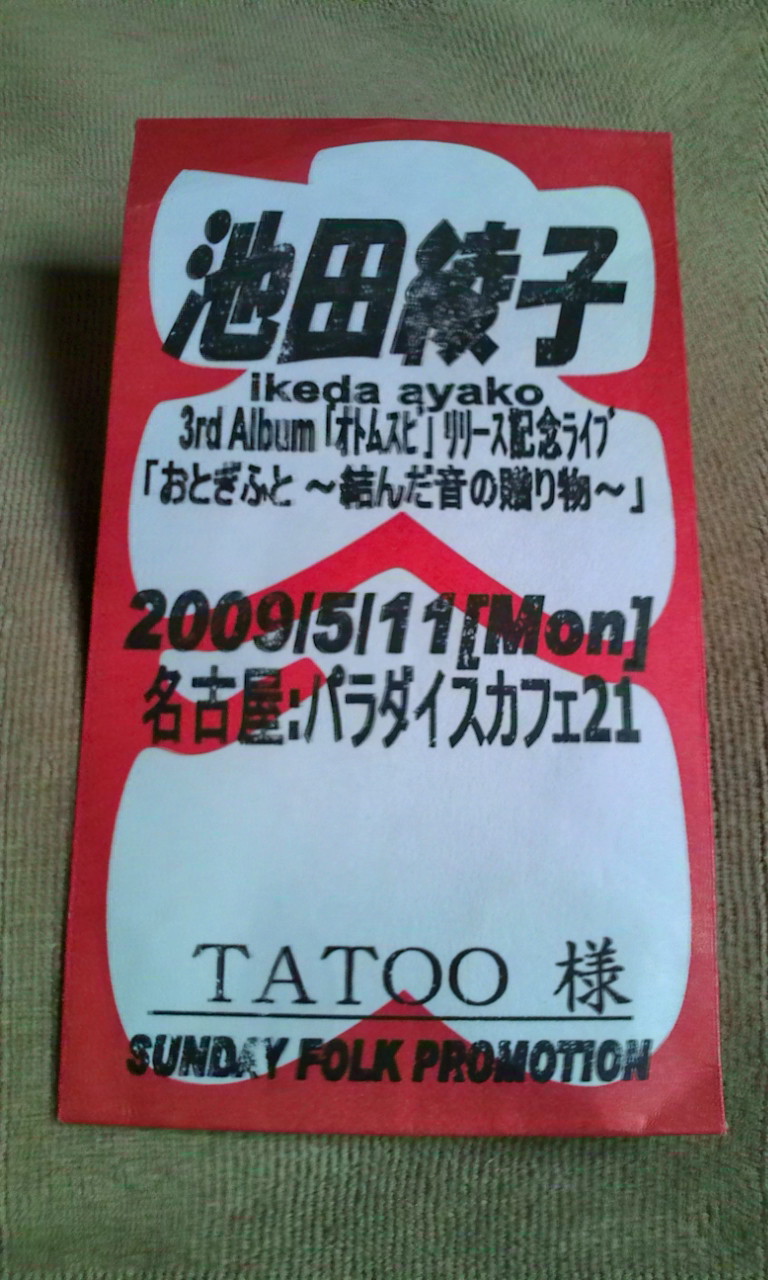 池田綾子
ikeda ayako
3rd Album「オトムスビ」リリース記念ライブ
「おとぎふと ～結んだ音の贈り物～」
2009/5/11[Mon]
名古屋:パラダイスカフェ21
TATOO 様
SUNDAY FOLK PROMOTION